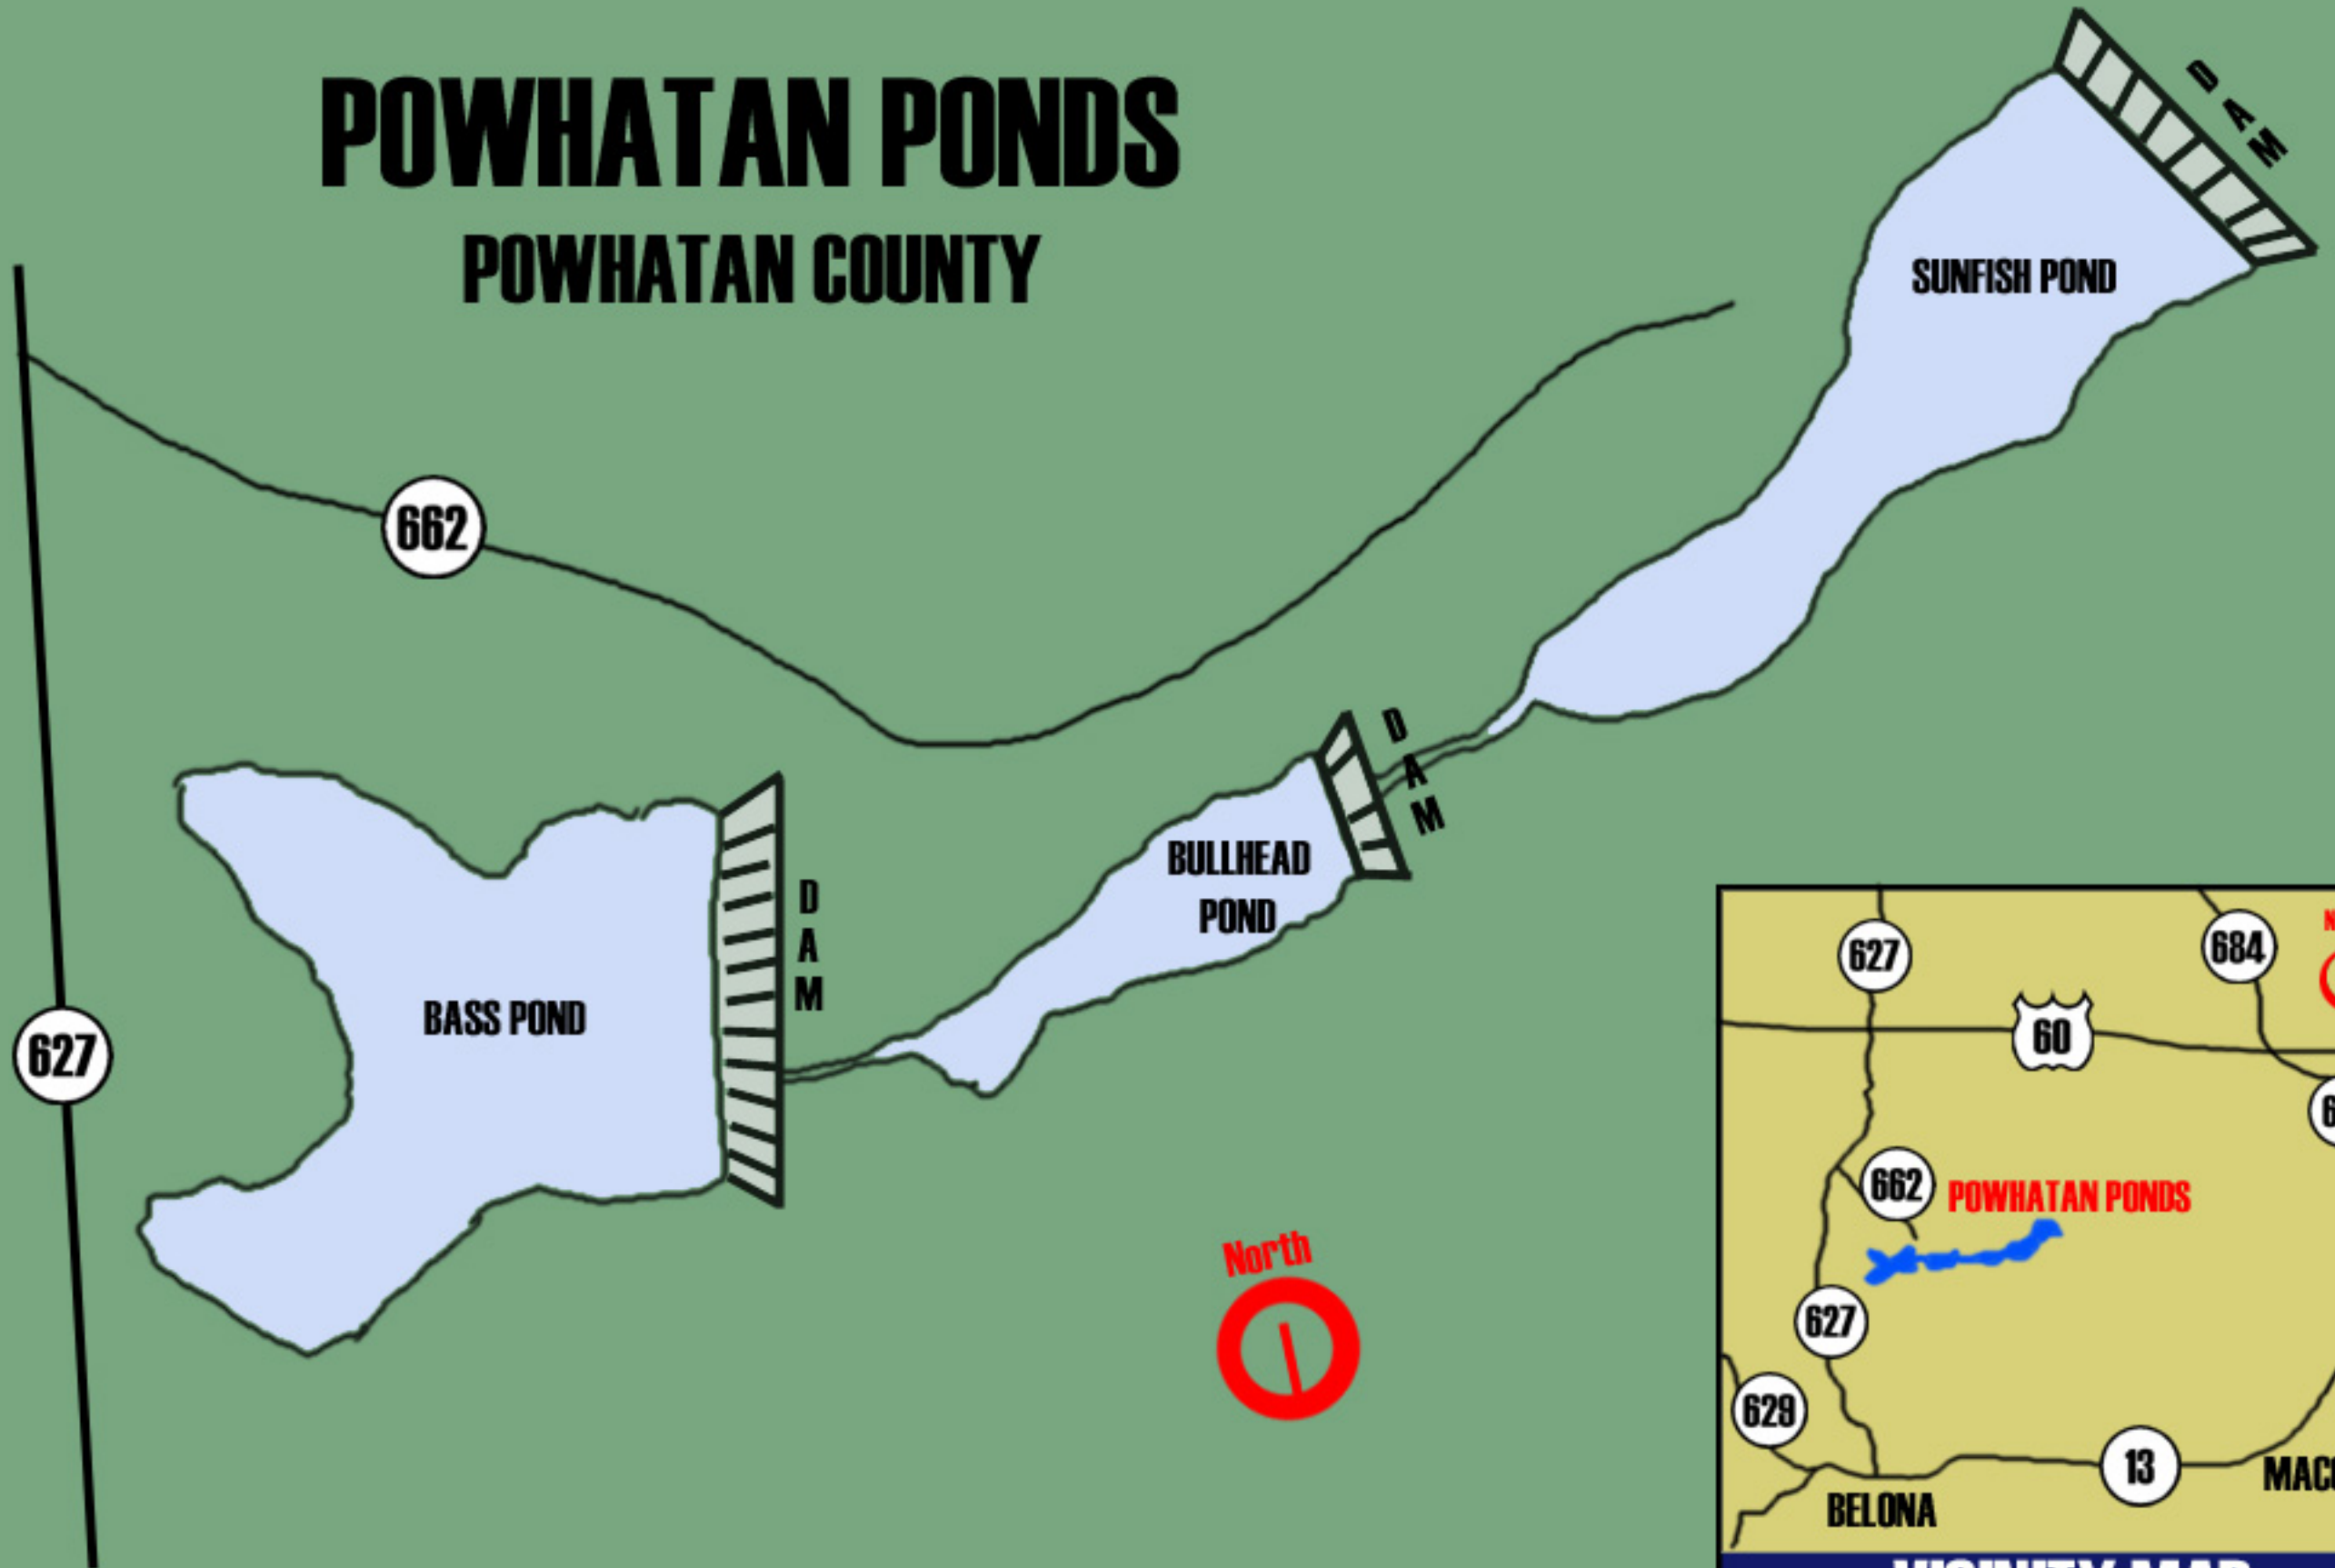 POWHATAN PONDS
POWHATAN COUNTY
DAM
SUNFISH POND
662
DAM
BULLHEAD
POND
DAM
BASS POND
627
North
627
684
60
662
POWHATAN PONDS
627
629
13
BELONA